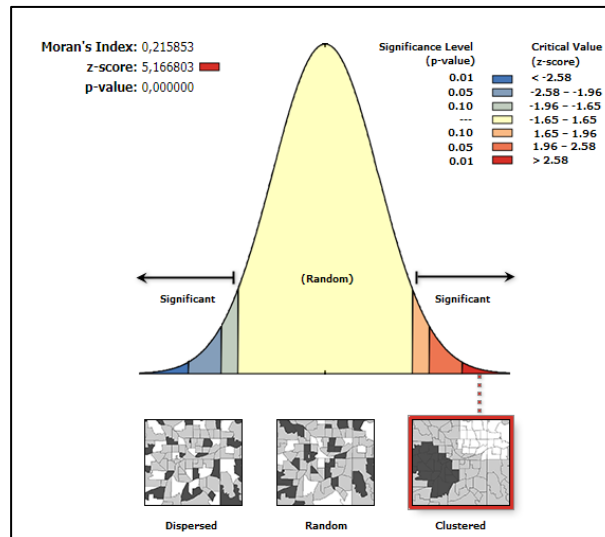 Moran's Index: 0,215853
z-score: 5,166803
p-value: 0,000000
Significance Level
(p-value)
Critical Value
(z-score)
0.01 < -2.58
0.05 -2.58 – -1.96
0.10 -1.96 – -1.65
--- -1.65 – 1.65
0.10 1.65 – 1.96
0.05 1.96 – 2.58
0.01 > 2.58
(Random)
Significant
Significant
Dispersed
Random
Clustered